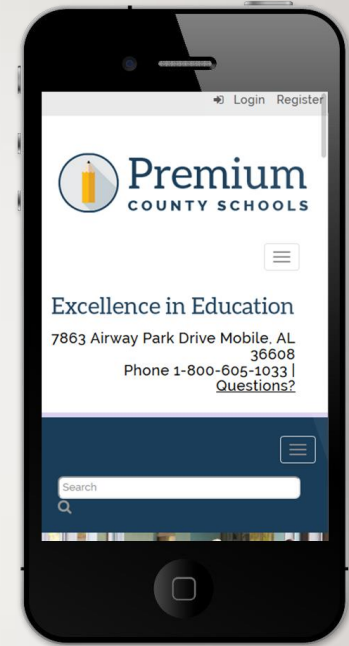 Login Register
Premium
COUNTY SCHOOLS
Excellence in Education
7863 Airway Park Drive Mobile, AL
36608
Phone 1-800-605-1033 |
Questions?
Search